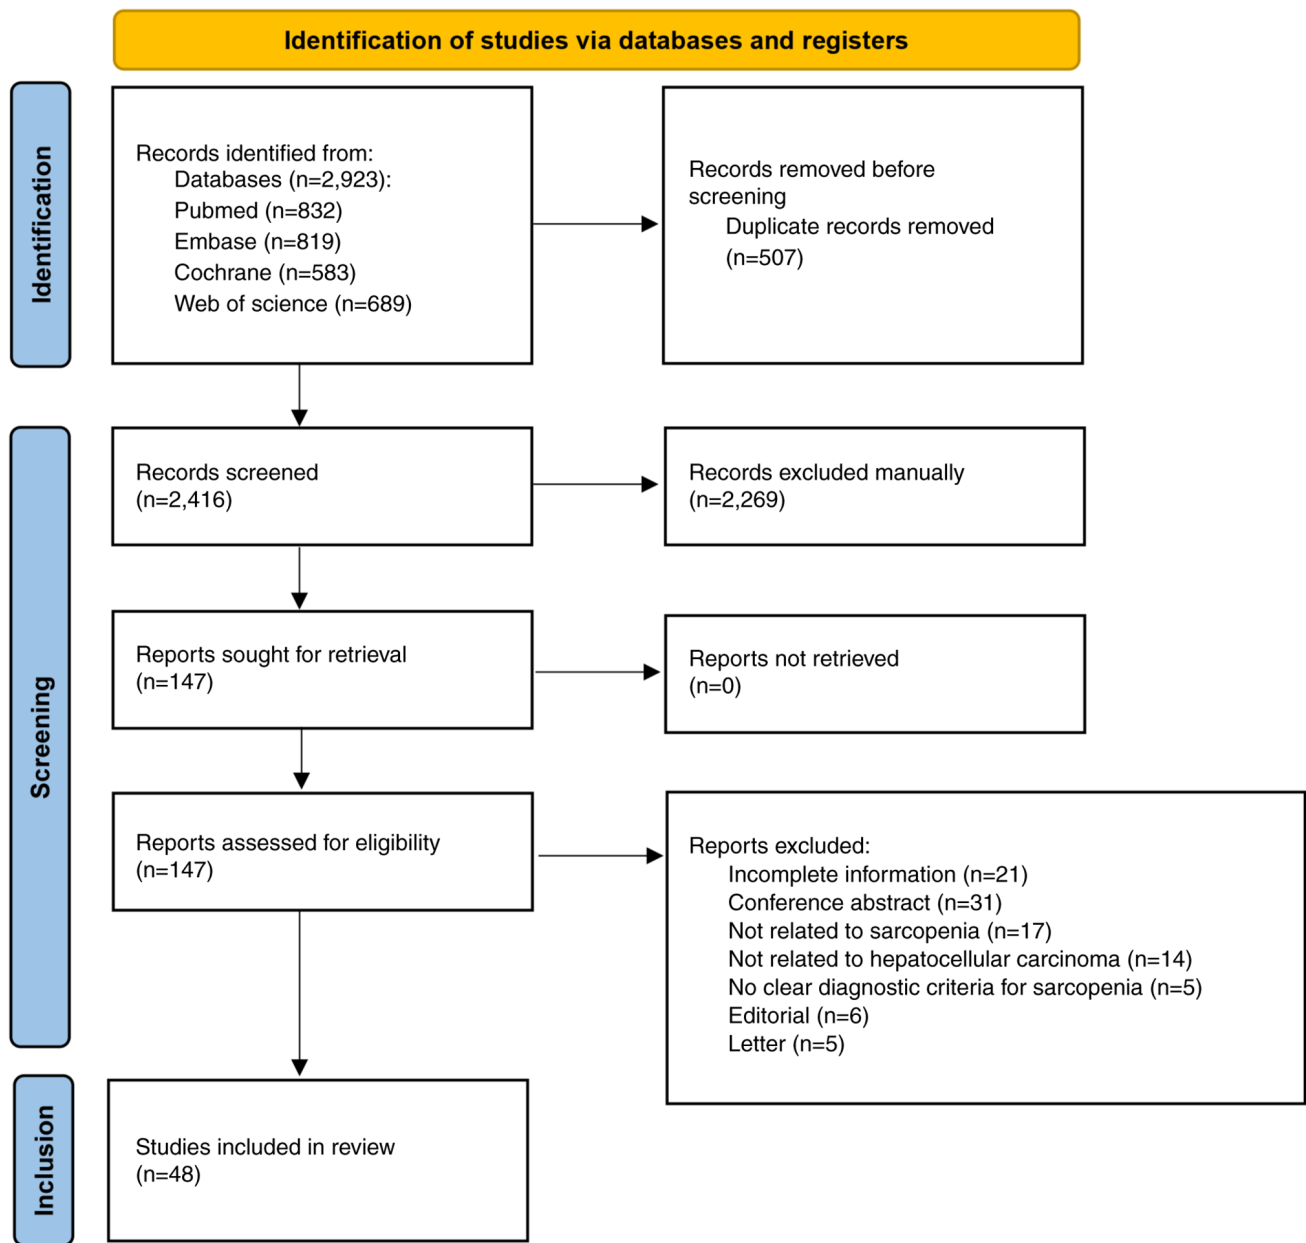 Identification of studies via databases and registers
Identification
Records identified from:
Databases (n=2,923):
Pubmed (n=832)
Embase (n=819)
Cochrane (n=583)
Web of science (n=689)
Records removed before
screening
Duplicate records removed
(n=507)
Screening
Records screened
(n=2,416)
Records excluded manually
(n=2,269)
Reports sought for retrieval
(n=147)
Reports not retrieved
(n=0)
Reports assessed for eligibility
(n=147)
Reports excluded:
Incomplete information (n=21)
Conference abstract (n=31)
Not related to sarcopenia (n=17)
Not related to hepatocellular carcinoma (n=14)
No clear diagnostic criteria for sarcopenia (n=5)
Editorial (n=6)
Letter (n=5)
Inclusion
Studies included in review
(n=48)